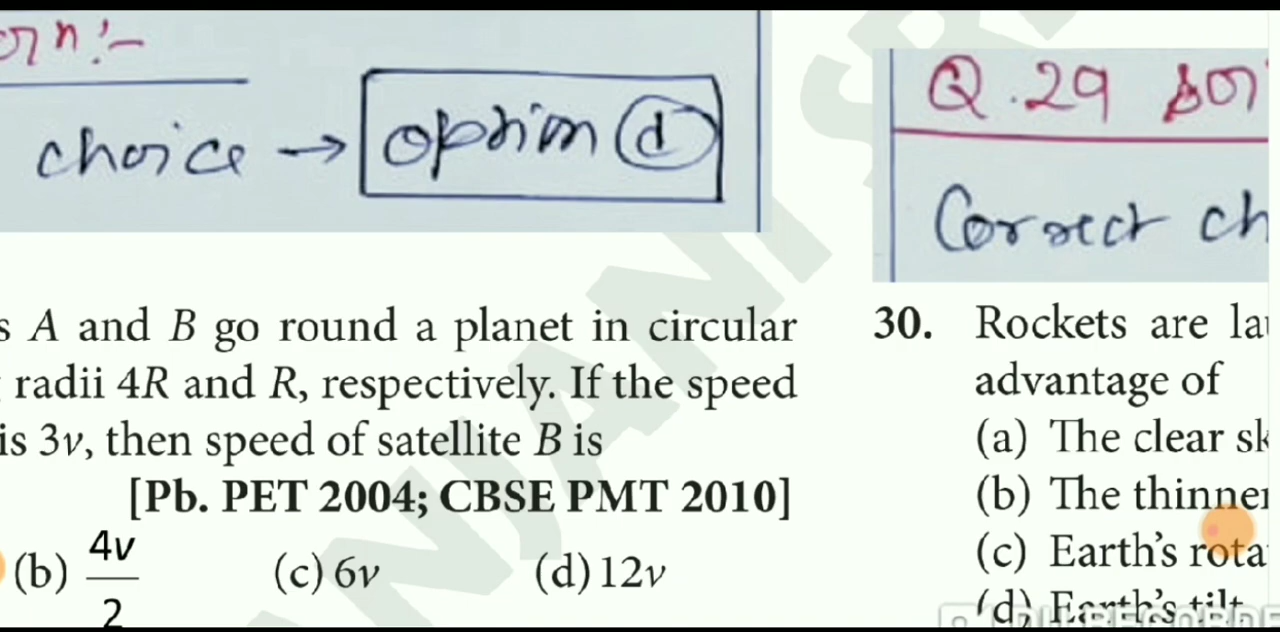 choice → option (d)
Q.29
Correct
A and B go round a planet in circular
radii 4R and R, respectively. If the speed
is 3v, then speed of satellite B is
[Pb. PET 2004; CBSE PMT 2010]
(b) 4v/2 (c) 6v (d) 12v
30. Rockets are
advantage of
(a) The clear
(b) The
(c) Earth's
(d) Earth's tilt